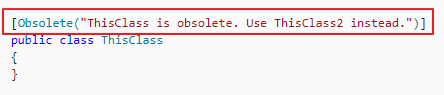 [Obsolete("ThisClass is obsolete. Use ThisClass2 instead.")]
public class ThisClass
{
}